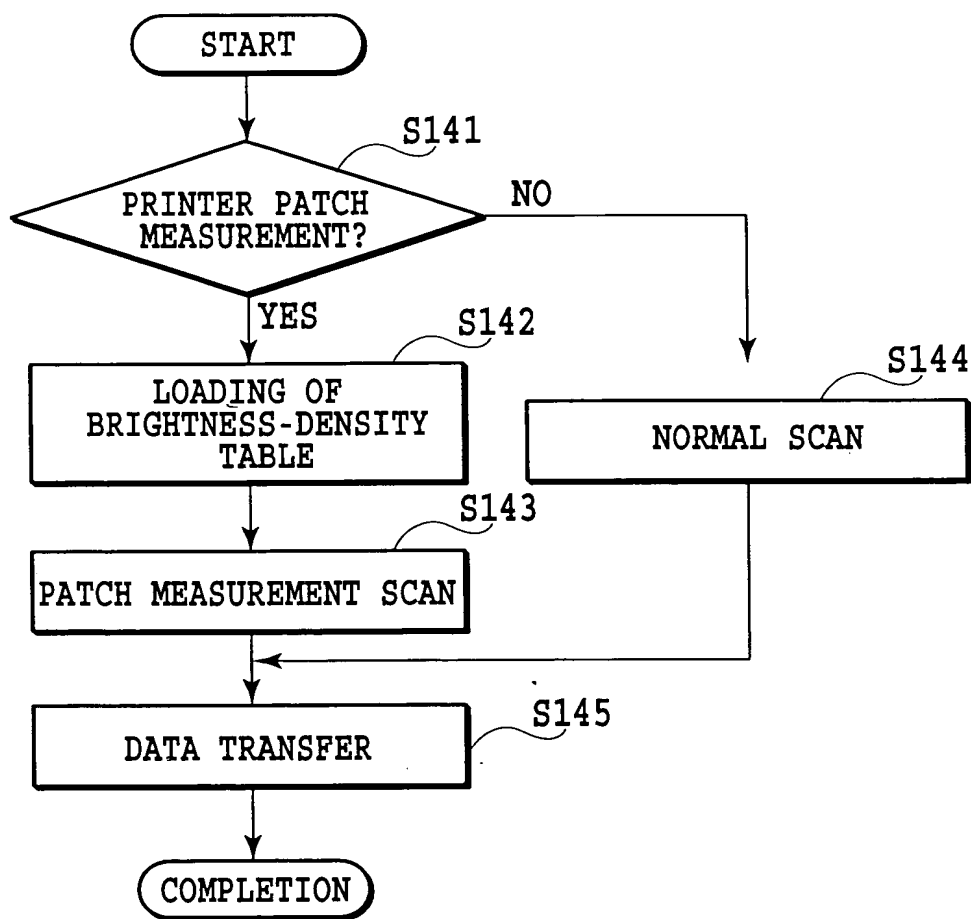 START
S141
PRINTER PATCH
MEASUREMENT?
NO
YES
S142
LOADING OF
BRIGHTNESS-DENSITY
TABLE
S144
NORMAL SCAN
S143
PATCH MEASUREMENT SCAN
S145
DATA TRANSFER
COMPLETION